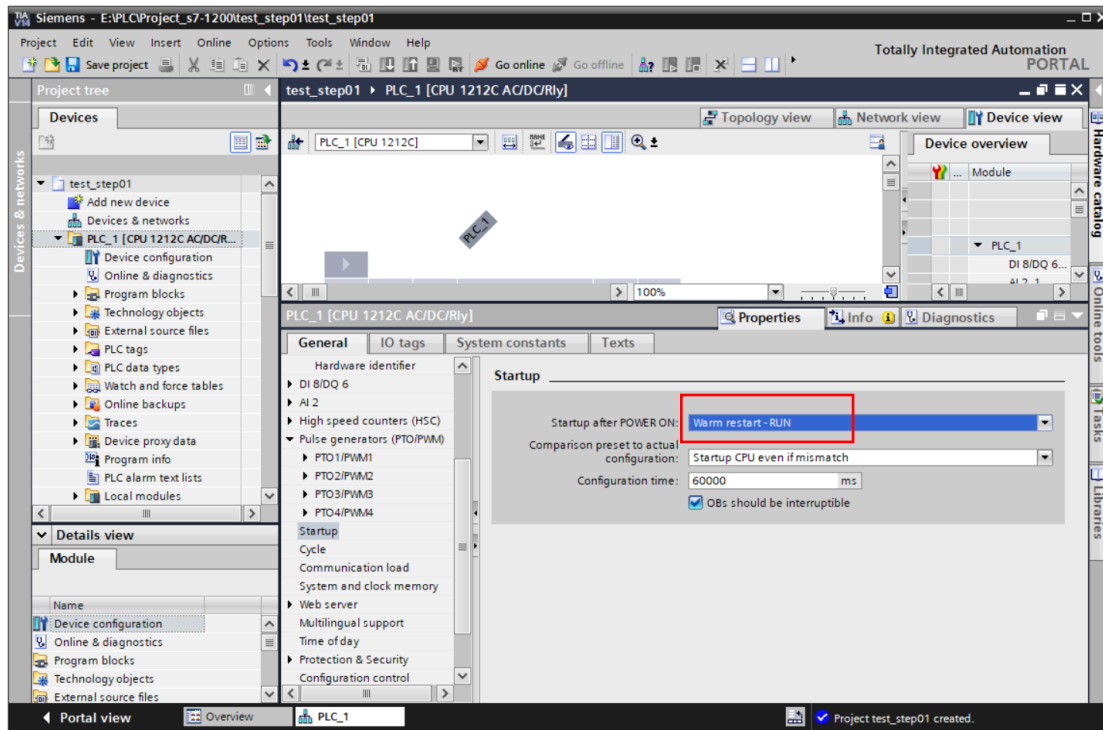 TIA V14
Siemens - E:\PLC\Project_s7-1200\test_step01\test_step01
Project Edit View Insert Online Options Tools Window Help
Totally Integrated Automation
PORTAL
Save project Go online Go offline
Project tree
test_step01 PLC_1 [CPU 1212C AC/DC/Rly]
Devices
Topology view Network view Device view
PLC_1 [CPU 1212C]
Device overview
... Module
PLC_1
PLC_1
DI 8/DQ 6...
AI 2_1
100%
Devices & networks
test_step01
Add new device
Devices & networks
PLC_1 [CPU 1212C AC/DC/R...
Device configuration
Online & diagnostics
Program blocks
Technology objects
External source files
PLC tags
PLC data types
Watch and force tables
Online backups
Traces
Device proxy data
Program info
PLC alarm text lists
Local modules
Details view
Module
Name
Device configuration
Online & diagnostics
Program blocks
Technology objects
External source files
PLC_1 [CPU 1212C AC/DC/Rly]
Properties Info Diagnostics
General IO tags System constants Texts
Hardware identifier
DI 8/DQ 6
AI 2
High speed counters (HSC)
Pulse generators (PTO/PWM)
PTO1/PWM1
PTO2/PWM2
PTO3/PWM3
PTO4/PWM4
Startup
Cycle
Communication load
System and clock memory
Web server
Multilingual support
Time of day
Protection & Security
Configuration control
Startup
Startup after POWER ON: Warm restart - RUN
Comparison preset to actual
configuration: Startup CPU even if mismatch
Configuration time: 60000 ms
OBs should be interruptible
Hardware catalog
Online tools
Tasks
Libraries
Portal view Overview PLC_1 Project test_step01 created.